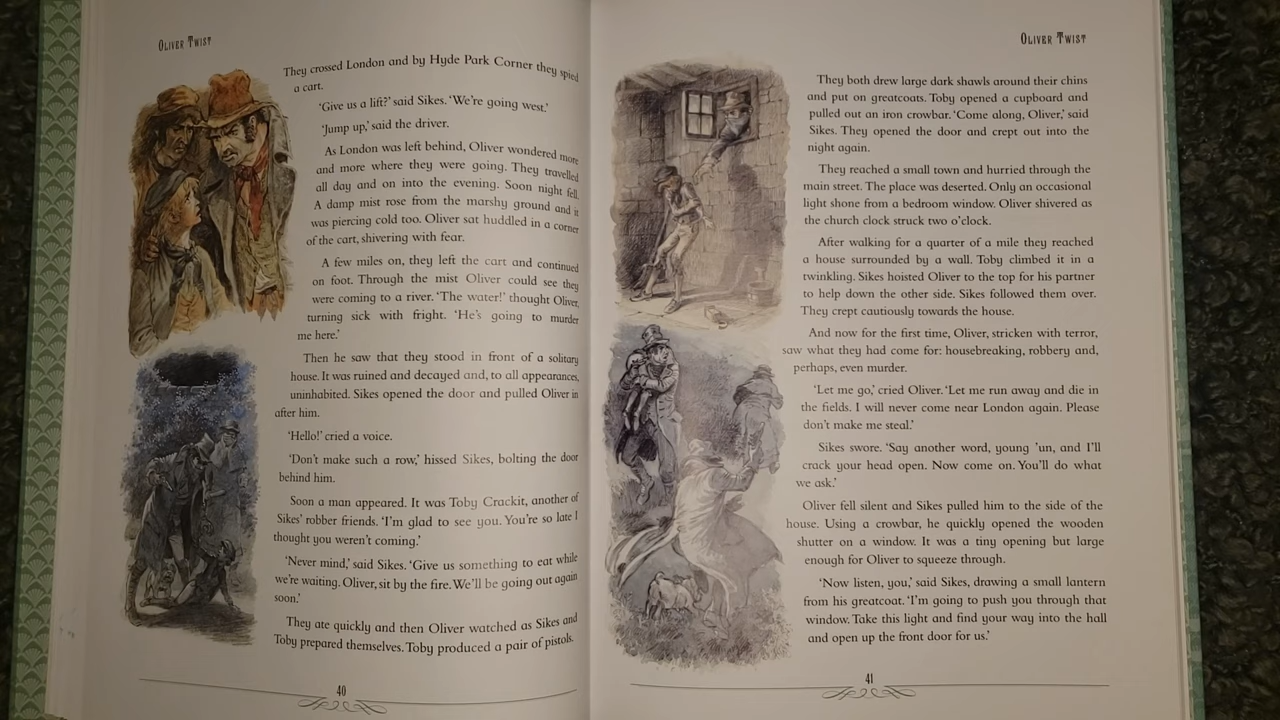 OLIVER TWIST
They crossed London and by Hyde Park Corner they spied
a cart.
‘Give us a lift?’ said Sikes. ‘We’re going west.’
‘Jump up,’ said the driver.
As London was left behind, Oliver wondered more
and more where they were going. They travelled
all day and on into the evening. Soon night fell.
A damp mist rose from the marshy ground and it
was piercing cold too. Oliver sat huddled in a corner
of the cart, shivering with fear.
A few miles on, they left the cart and continued
on foot. Through the mist Oliver could see they
were coming to a river. ‘The water!’ thought Oliver,
turning sick with fright. ‘He’s going to murder
me here.’
Then he saw that they stood in front of a solitary
house. It was ruined and decayed and, to all appearances,
uninhabited. Sikes opened the door and pulled Oliver in
after him.
‘Hello!’ cried a voice.
‘Don’t make such a row,’ hissed Sikes, bolting the door
behind him.
Soon a man appeared. It was Toby Crackit, another of
Sikes’ robber friends. ‘I’m glad to see you. You’re so late I
thought you weren’t coming.’
‘Never mind,’ said Sikes. ‘Give us something to eat while
we’re waiting. Oliver, sit by the fire. We’ll be going out again
soon.’
They ate quickly and then Oliver watched as Sikes and
Toby prepared themselves. Toby produced a pair of pistols.
40
OLIVER TWIST
They both drew large dark shawls around their chins
and put on greatcoats. Toby opened a cupboard and
pulled out an iron crowbar. ‘Come along, Oliver,’ said
Sikes. They opened the door and crept out into the
night again.
They reached a small town and hurried through the
main street. The place was deserted. Only an occasional
light shone from a bedroom window. Oliver shivered as
the church clock struck two o’clock.
After walking for a quarter of a mile they reached
a house surrounded by a wall. Toby climbed it in a
twinkling. Sikes hoisted Oliver to the top for his partner
to help down the other side. Sikes followed them over.
They crept cautiously towards the house.
And now for the first time, Oliver, stricken with terror,
saw what they had come for: housebreaking, robbery and,
perhaps, even murder.
‘Let me go,’ cried Oliver. ‘Let me run away and die in
the fields. I will never come near London again. Please
don’t make me steal.’
Sikes swore. ‘Say another word, young ’un, and I’ll
crack your head open. Now come on. You’ll do what
we ask.’
Oliver fell silent and Sikes pulled him to the side of the
house. Using a crowbar, he quickly opened the wooden
shutter on a window. It was a tiny opening but large
enough for Oliver to squeeze through.
‘Now listen, you,’ said Sikes, drawing a small lantern
from his greatcoat. ‘I’m going to push you through that
window. Take this light and find your way into the hall
and open up the front door for us.’
41